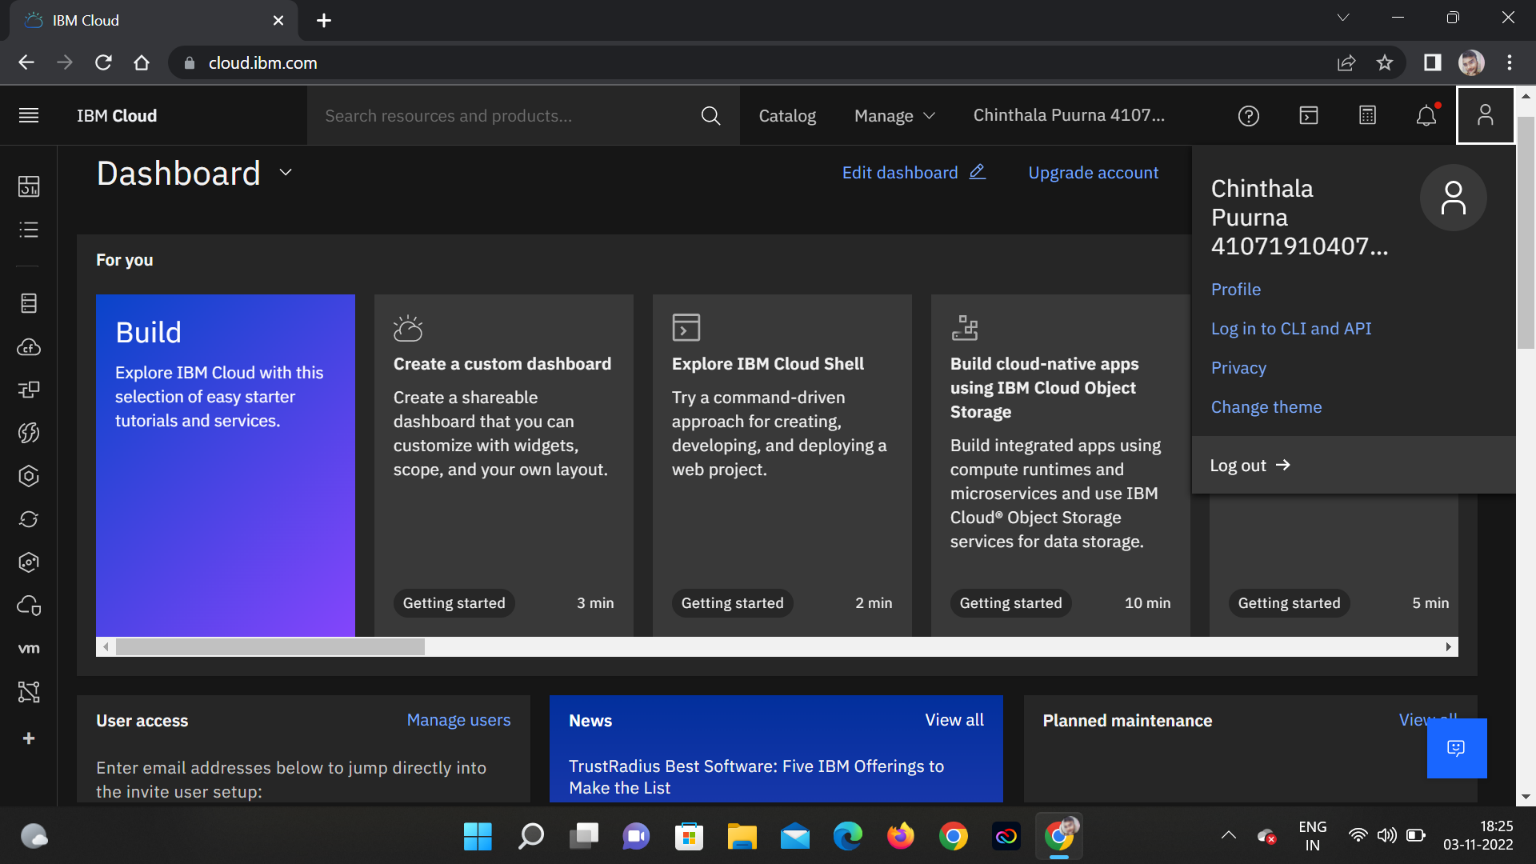 IBM Cloud
cloud.ibm.com
IBM Cloud
Search resources and products...
Catalog
Manage
Chinthala Puurna 4107...
Dashboard
Edit dashboard
Upgrade account
Chinthala
Puurna
41071910407...
Profile
Log in to CLI and API
Privacy
Change theme
Log out
For you
Build
Explore IBM Cloud with this
selection of easy starter
tutorials and services.
Create a custom dashboard
Create a shareable
dashboard that you can
customize with widgets,
scope, and your own layout.
Getting started
3 min
Explore IBM Cloud Shell
Try a command-driven
approach for creating,
developing, and deploying a
web project.
Getting started
2 min
Build cloud-native apps
using IBM Cloud Object
Storage
Build integrated apps using
compute runtimes and
microservices and use IBM
Cloud® Object Storage
services for data storage.
Getting started
10 min
Getting started
5 min
cf
vm
User access
Manage users
Enter email addresses below to jump directly into
the invite user setup:
News
View all
TrustRadius Best Software: Five IBM Offerings to
Make the List
Planned maintenance
View all
ENG
IN
18:25
03-11-2022